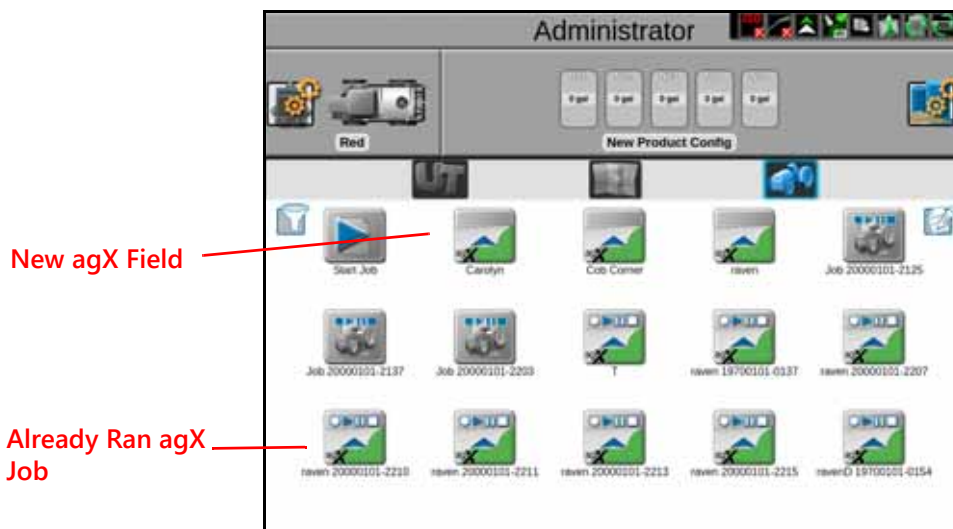 Administrator
0 gal 0 gal 0 gal 0 gal 0 gal
Red
New Product Config
UT
New agX Field
Start Job
Carolyn
Cob Corner
raven
Job 20000101-2125
Job 20000101-2137
Job 20000101-2203
T
raven 19700101-0137
raven 20000101-2207
Already Ran agX
Job
raven 20000101-2210
raven 20000101-2211
raven 20000101-2213
raven 20000101-2215
ravenD 19700101-0154